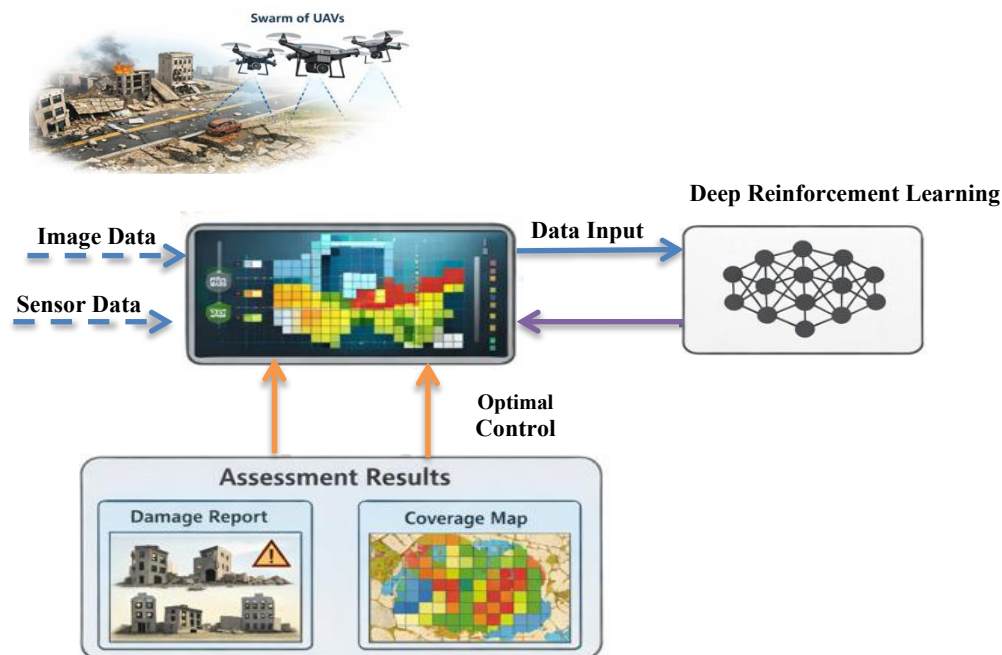 Swarm of UAVs
Deep Reinforcement Learning
Image Data
Data Input
Sensor Data
Optimal
Control
Assessment Results
Damage Report
Coverage Map